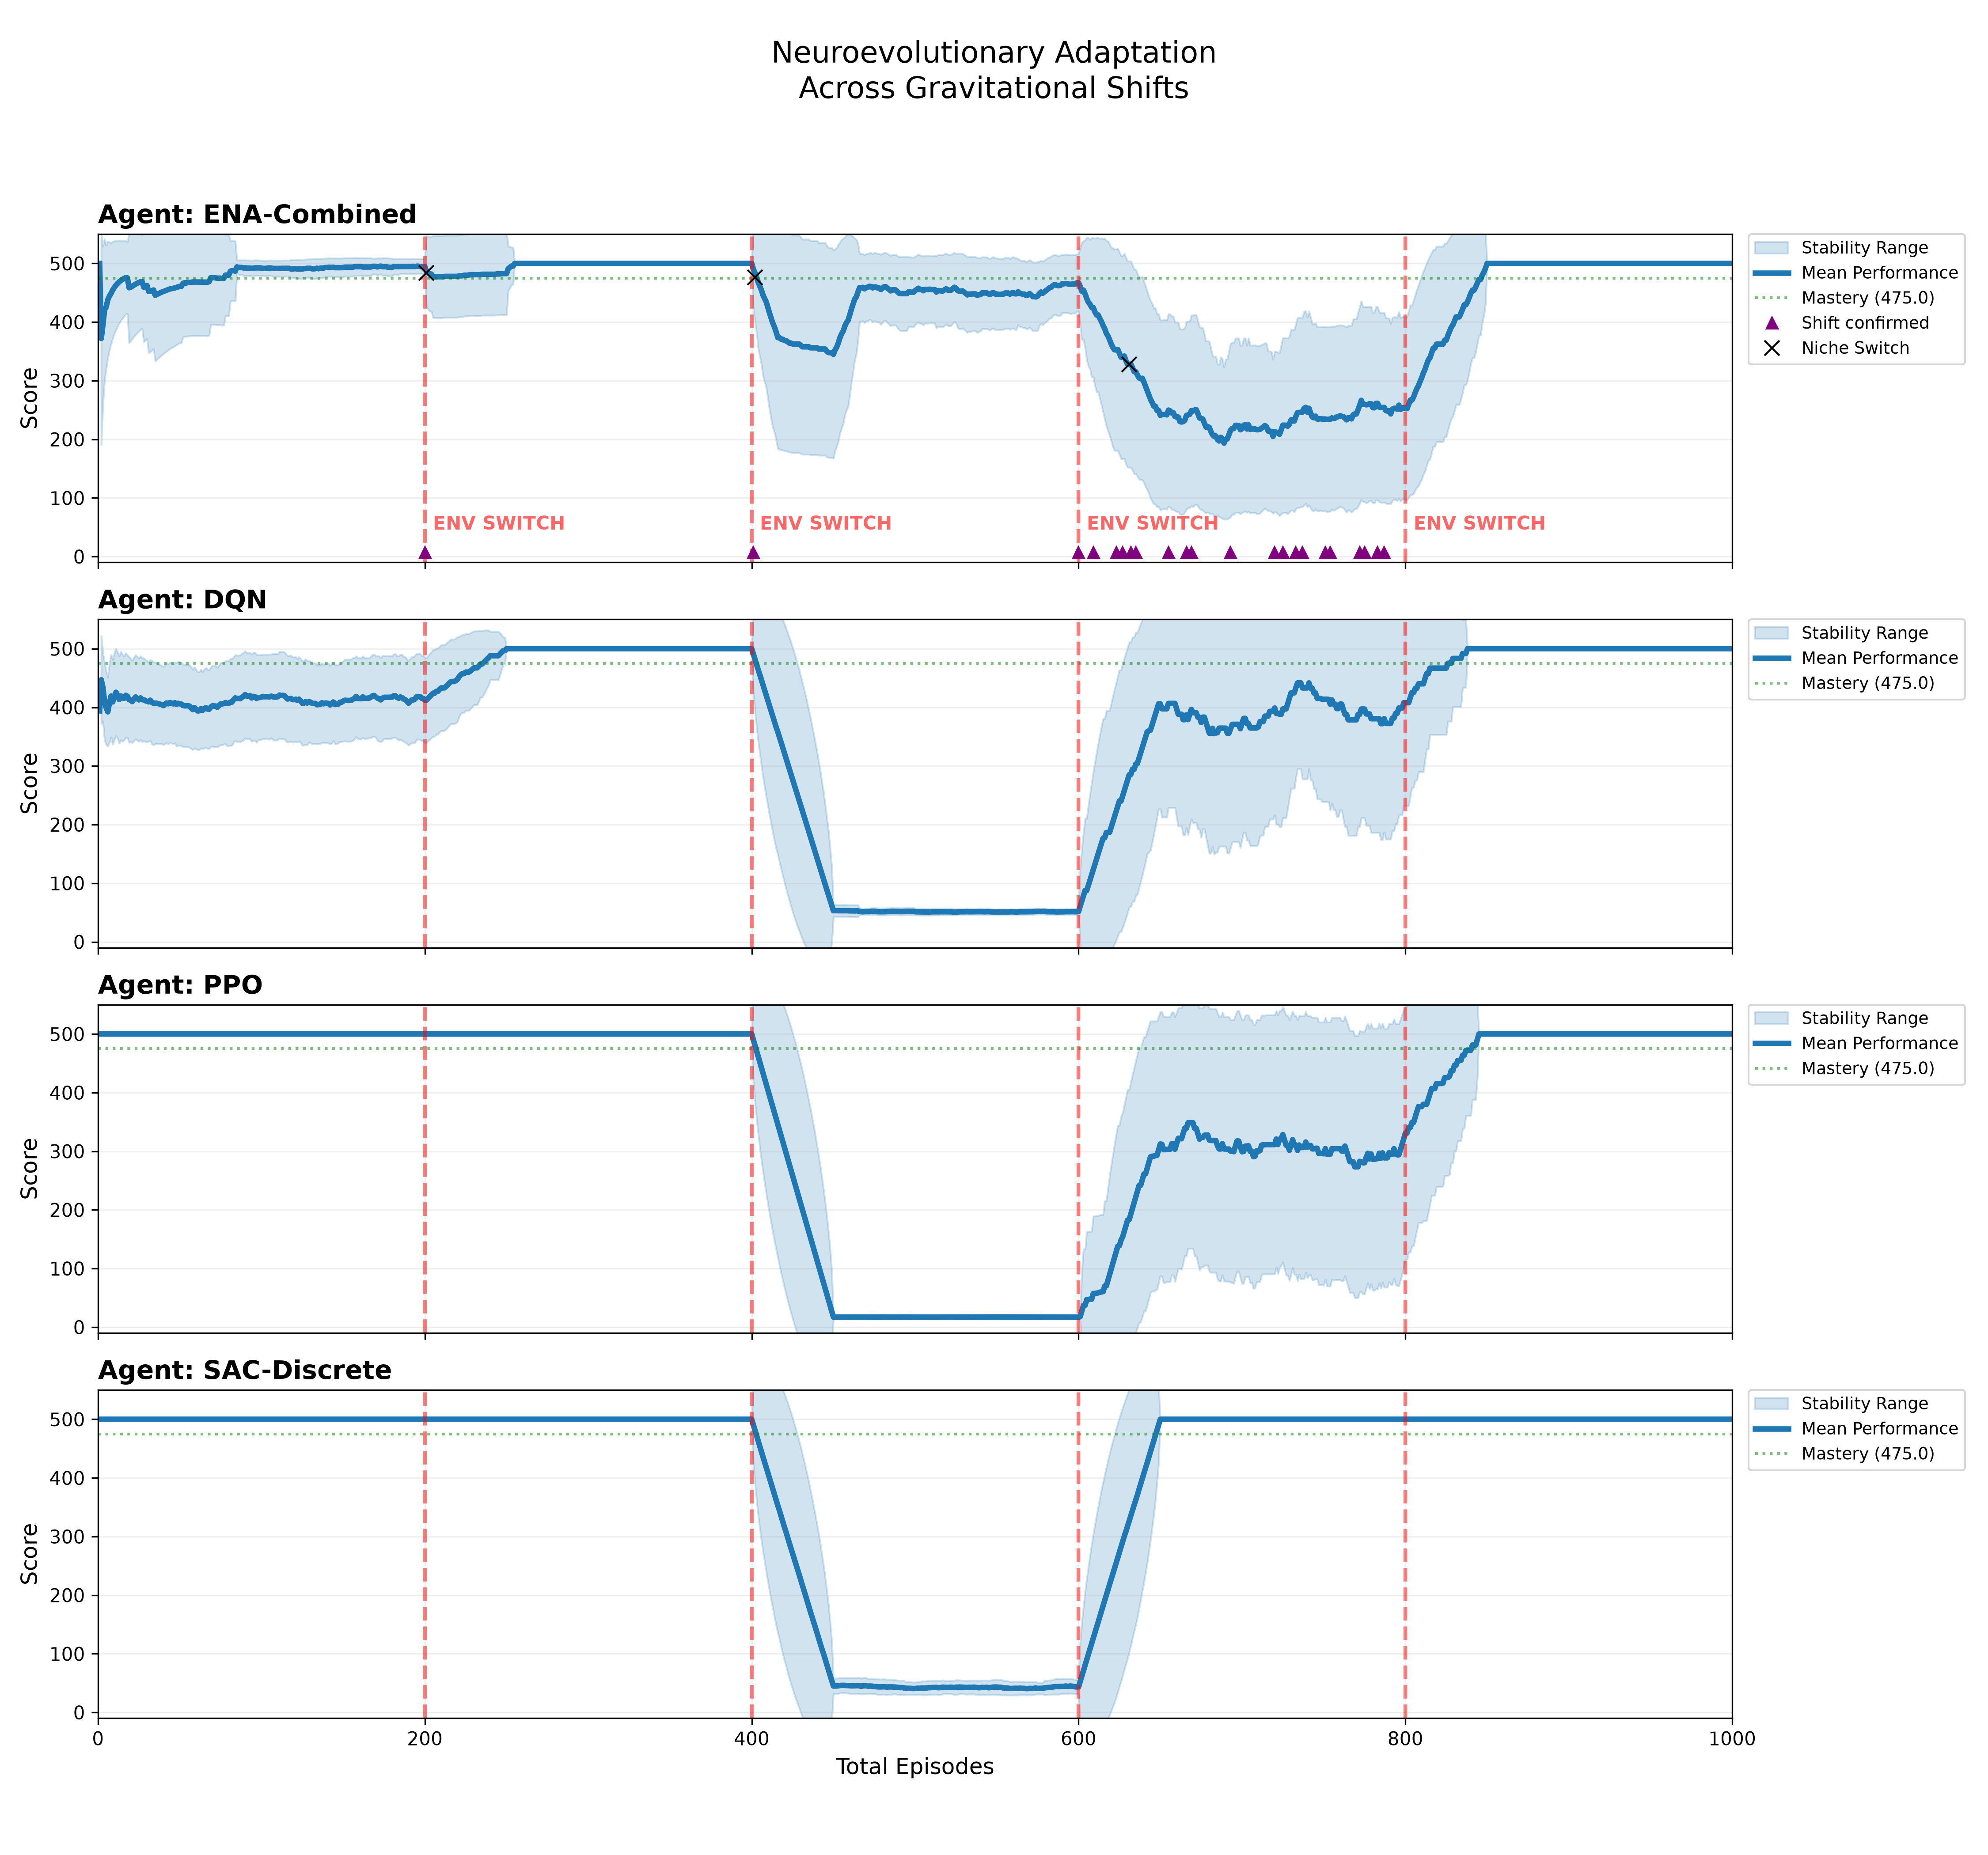 Neuroevolutionary Adaptation
Across Gravitational Shifts
Agent: ENA-Combined
Score
500
400
300
200
100
0
ENV SWITCH
ENV SWITCH
ENV SWITCH
ENV SWITCH
Stability Range
Mean Performance
Mastery (475.0)
Shift confirmed
Niche Switch
Agent: DQN
Score
500
400
300
200
100
0
Stability Range
Mean Performance
Mastery (475.0)
Agent: PPO
Score
500
400
300
200
100
0
Stability Range
Mean Performance
Mastery (475.0)
Agent: SAC-Discrete
Score
500
400
300
200
100
0
Stability Range
Mean Performance
Mastery (475.0)
0 200 400 600 800 1000
Total Episodes